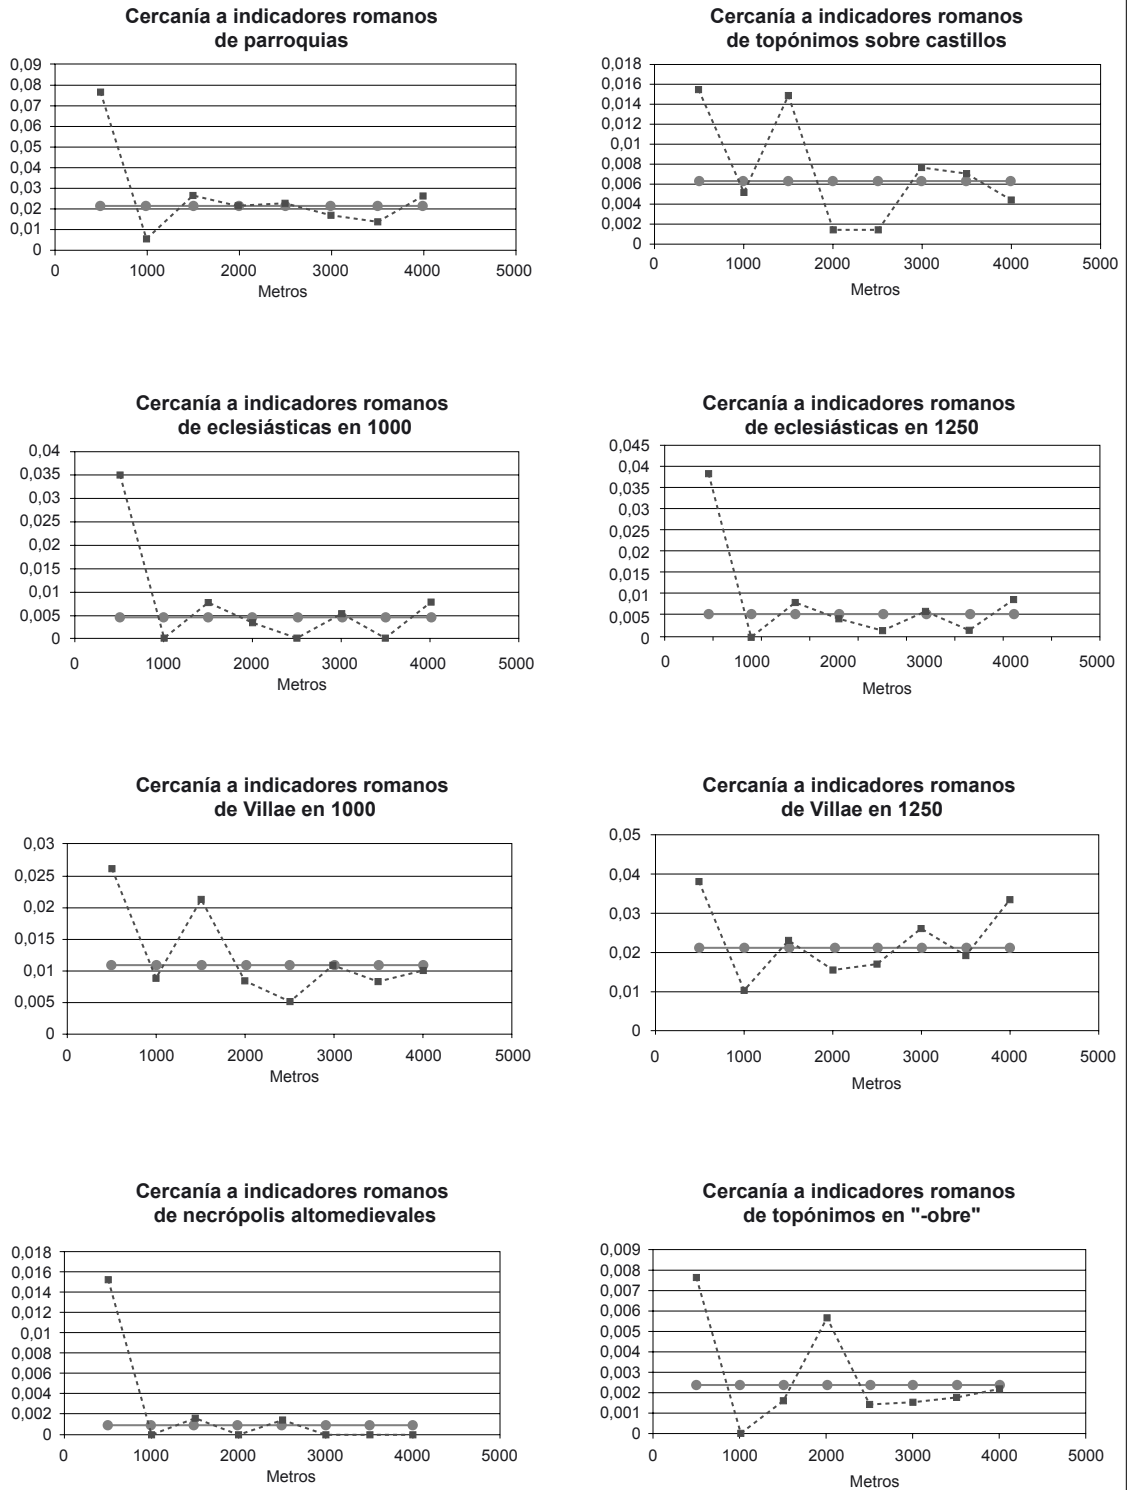 Cercanía a indicadores romanos
de parroquias
0,09
0,08
0,07
0,06
0,05
0,04
0,03
0,02
0,01
0
0 1000 2000 3000 4000 5000
Metros
Cercanía a indicadores romanos
de topónimos sobre castillos
0,018
0,016
0,014
0,012
0,01
0,008
0,006
0,004
0,002
0
0 1000 2000 3000 4000 5000
Metros
Cercanía a indicadores romanos
de eclesiásticas en 1000
0,04
0,035
0,03
0,025
0,02
0,015
0,01
0,005
0
0 1000 2000 3000 4000 5000
Metros
Cercanía a indicadores romanos
de eclesiásticas en 1250
0,045
0,04
0,035
0,03
0,025
0,02
0,015
0,01
0,005
0
0 1000 2000 3000 4000 5000
Metros
Cercanía a indicadores romanos
de Villae en 1000
0,03
0,025
0,02
0,015
0,01
0,005
0
0 1000 2000 3000 4000 5000
Metros
Cercanía a indicadores romanos
de Villae en 1250
0,05
0,04
0,03
0,02
0,01
0
0 1000 2000 3000 4000 5000
Metros
Cercanía a indicadores romanos
de necrópolis altomedievales
0,018
0,016
0,014
0,012
0,01
0,008
0,006
0,004
0,002
0
0 1000 2000 3000 4000 5000
Metros
Cercanía a indicadores romanos
de topónimos en "-obre"
0,009
0,008
0,007
0,006
0,005
0,004
0,003
0,002
0,001
0
0 1000 2000 3000 4000 5000
Metros